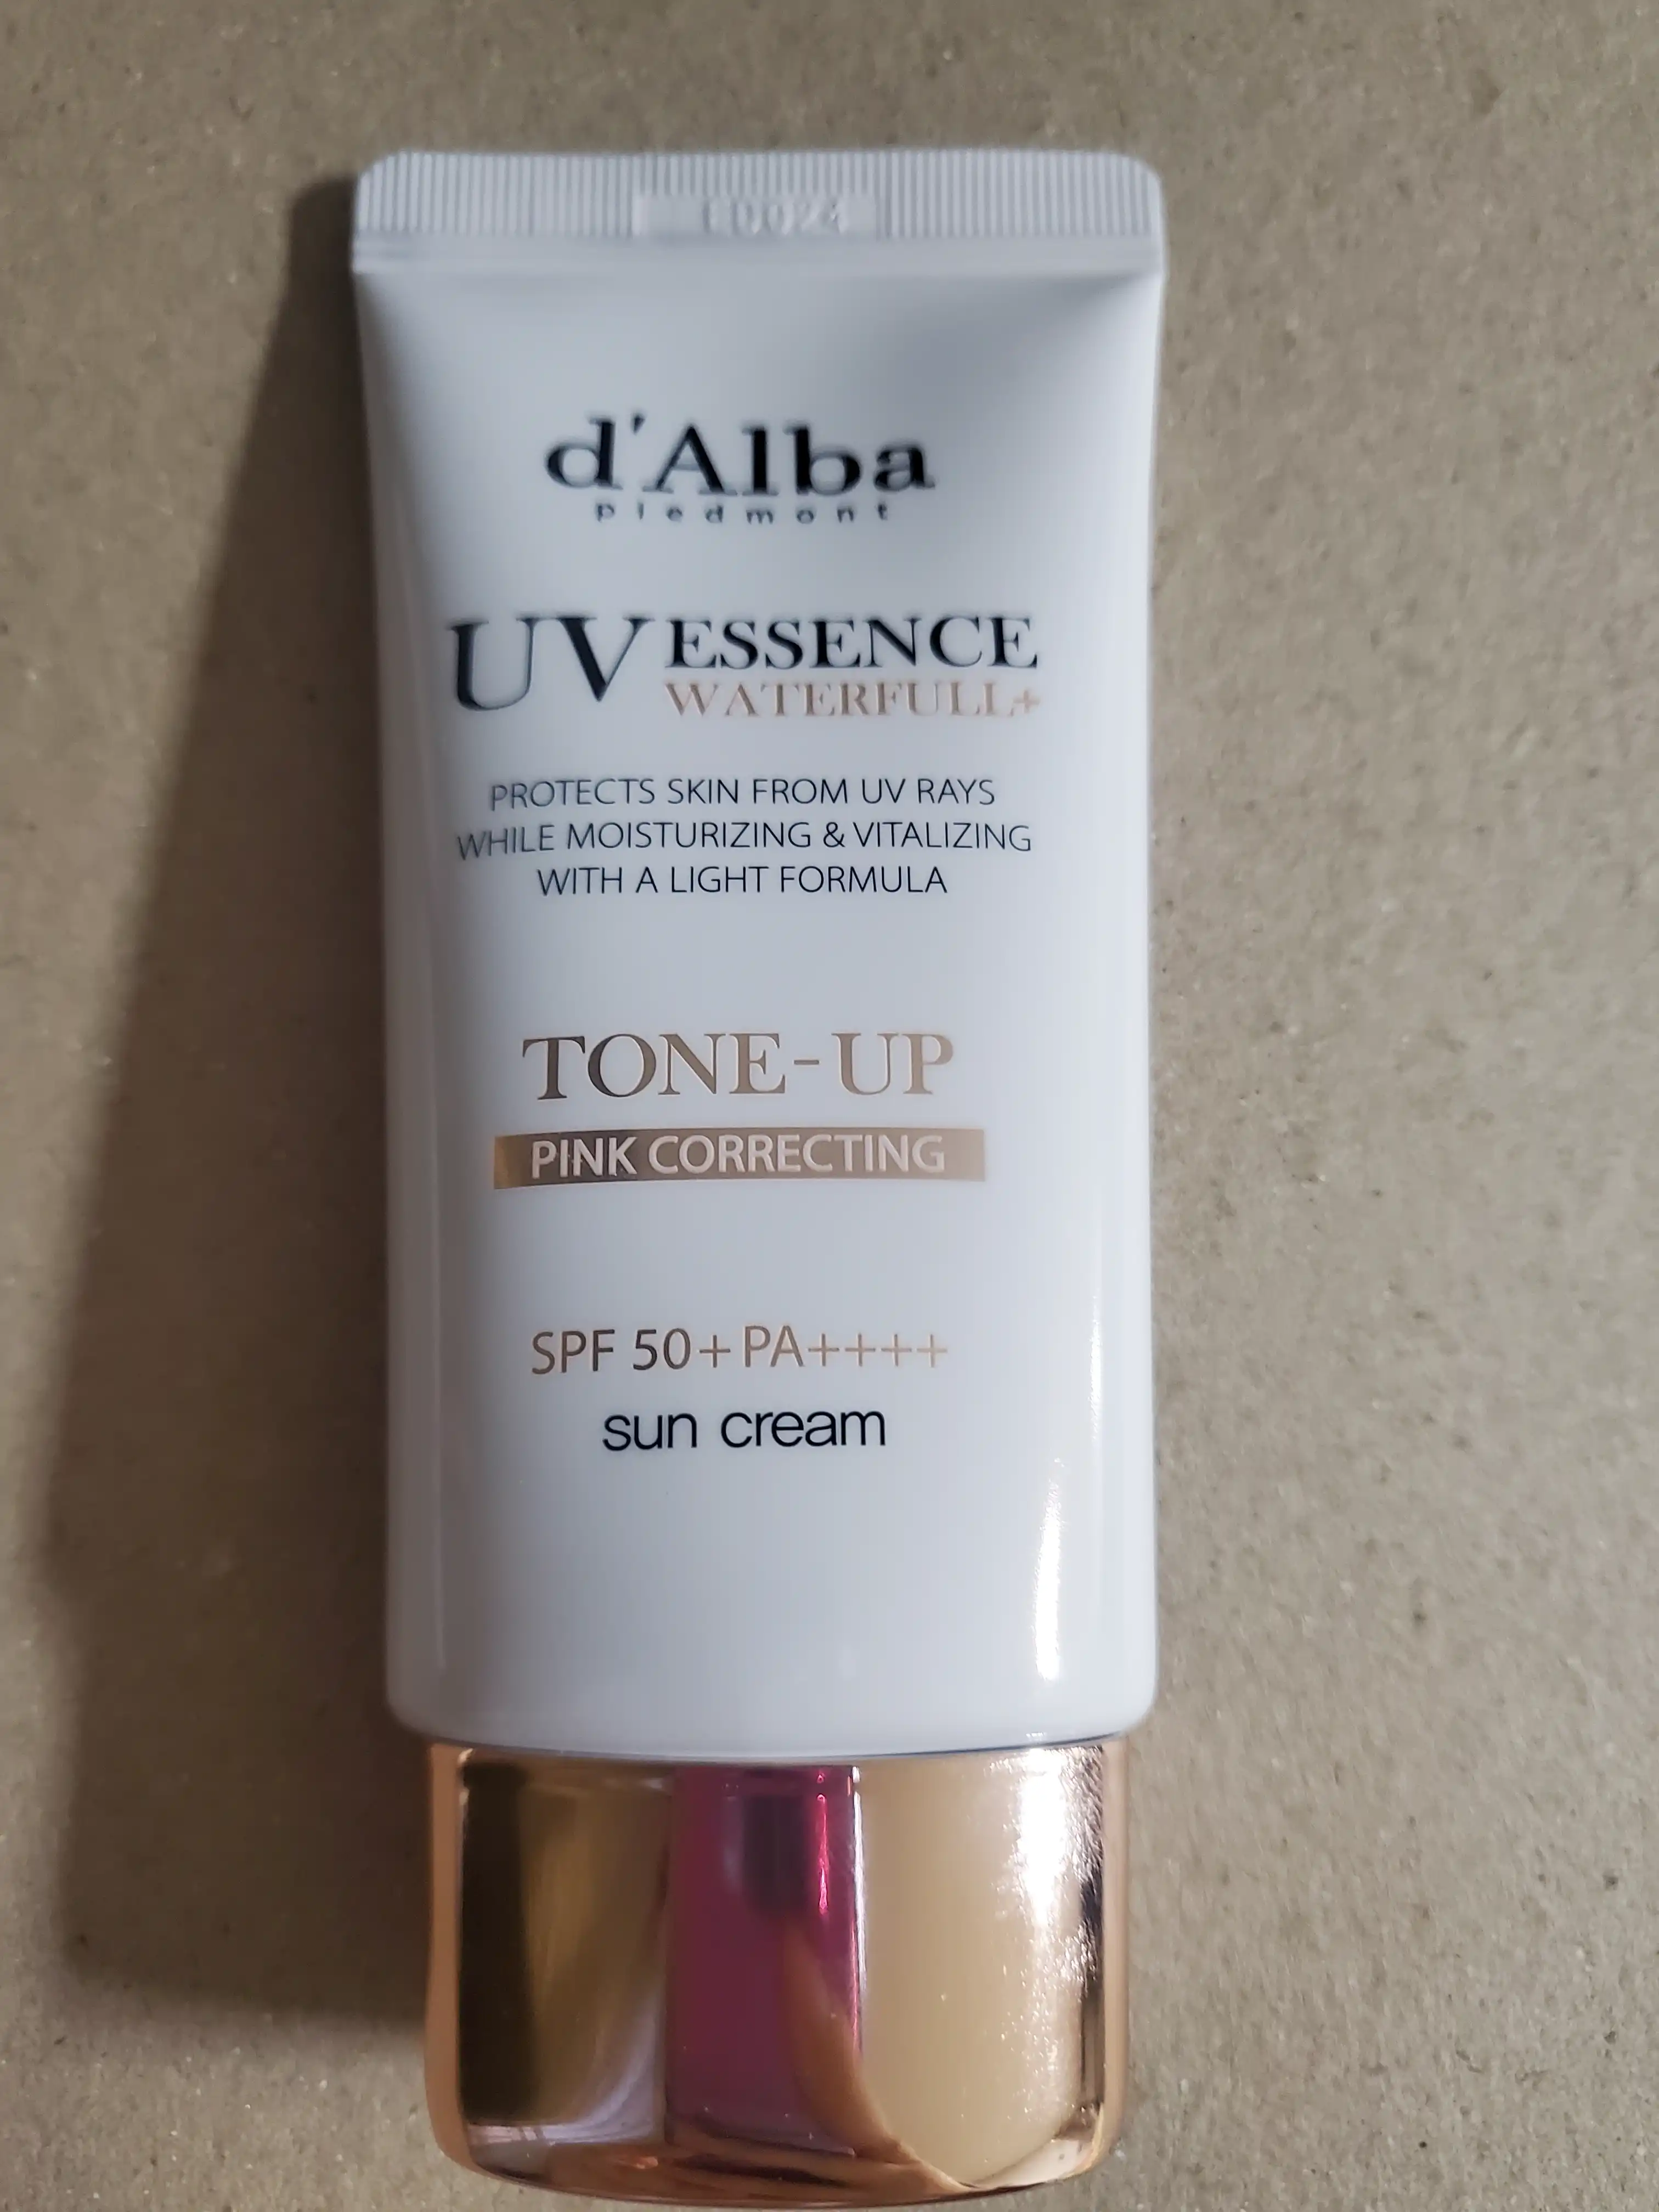 d'Alba
piedmont
UV ESSENCE
WATERFULL+
PROTECTS SKIN FROM UV RAYS
WHILE MOISTURIZING & VITALIZING
WITH A LIGHT FORMULA
TONE-UP
PINK CORRECTING
SPF 50+ PA++++
sun cream